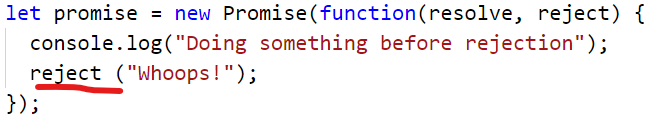 let promise = new Promise(function(resolve, reject) {
  console.log("Doing something before rejection");
  reject ("Whoops!");
});